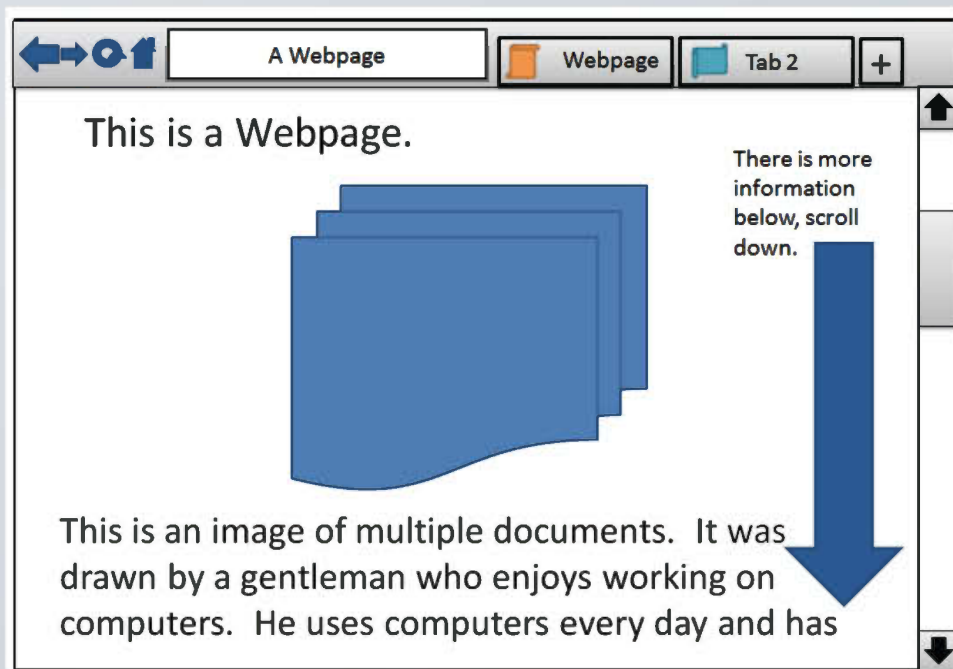 A Webpage
Webpage
Tab 2
+
This is a Webpage.
There is more
information
below, scroll
down.
This is an image of multiple documents.  It was
drawn by a gentleman who enjoys working on
computers.  He uses computers every day and has